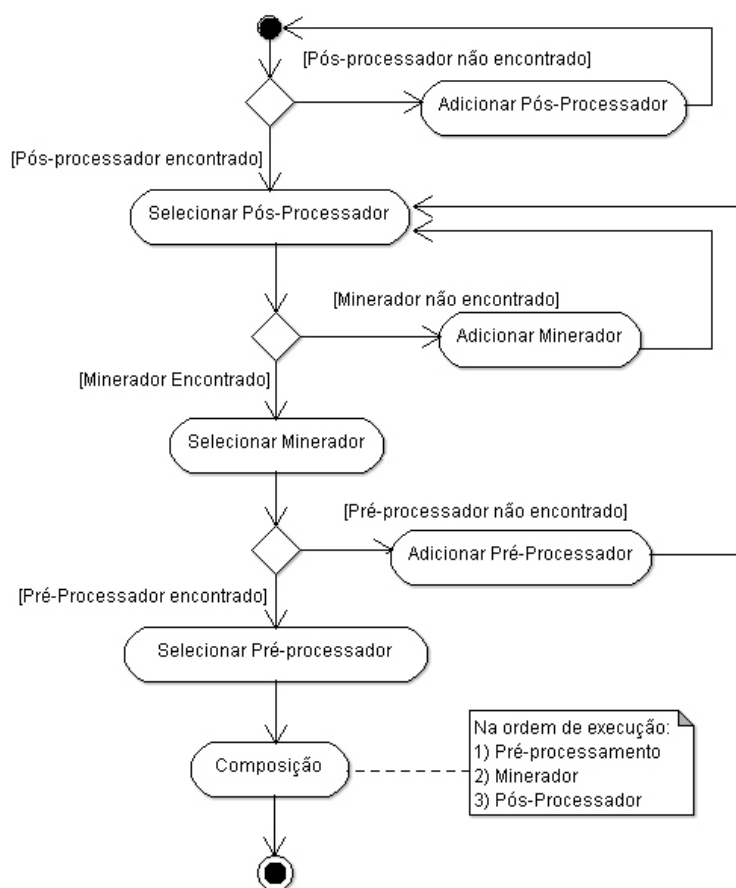 [Pós-processador não encontrado]
Adicionar Pós-Processador
[Pós-processador encontrado]
Selecionar Pós-Processador
[Minerador não encontrado]
Adicionar Minerador
[Minerador Encontrado]
Selecionar Minerador
[Pré-processador não encontrado]
Adicionar Pré-Processador
[Pré-Processador encontrado]
Selecionar Pré-processador
Composição
Na ordem de execução:
1) Pré-processamento
2) Minerador
3) Pós-Processador